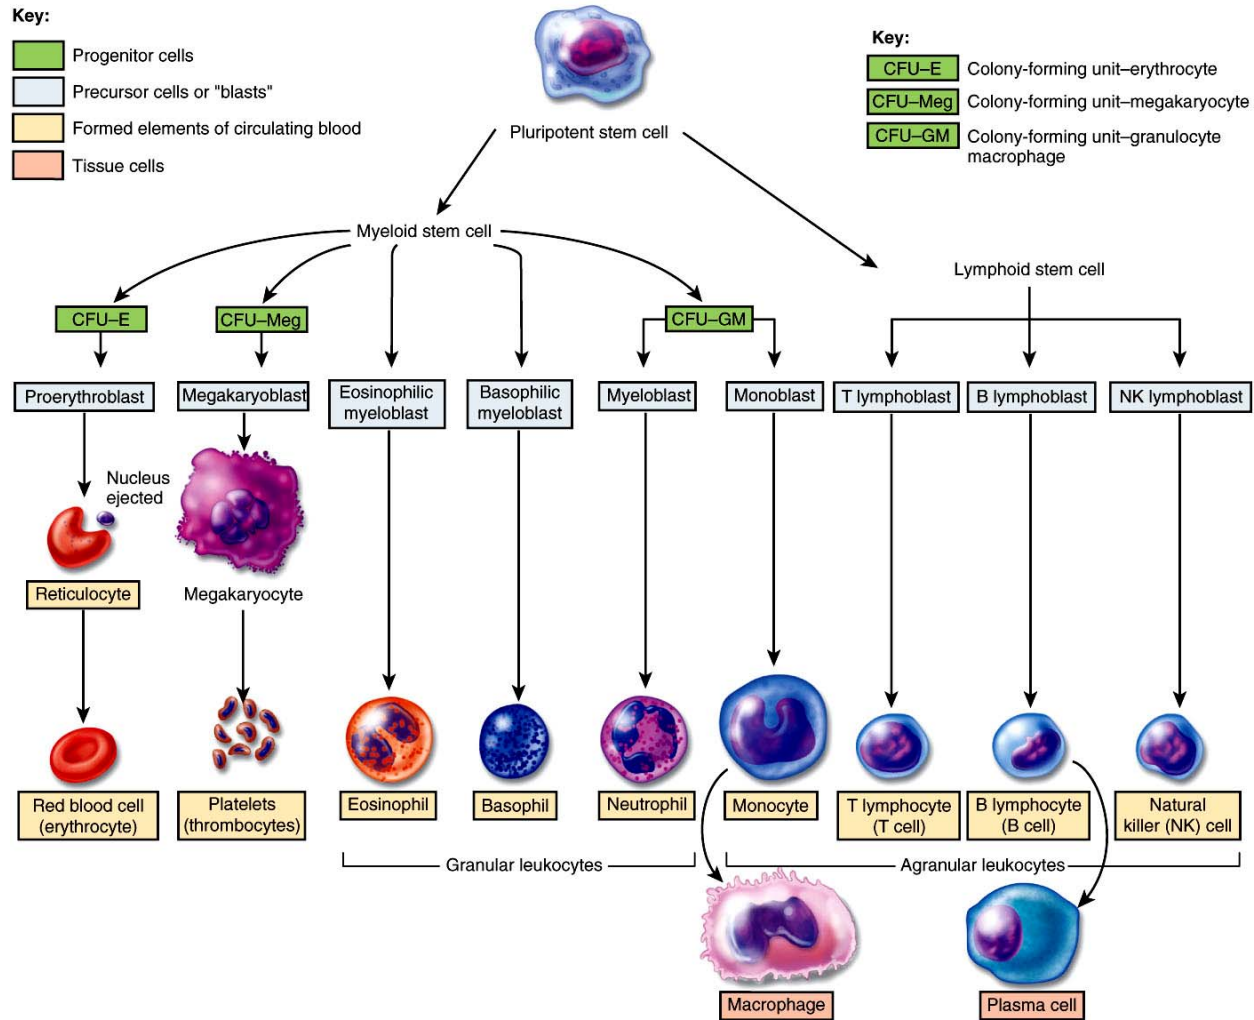 Key:
Progenitor cells
Precursor cells or "blasts"
Formed elements of circulating blood
Tissue cells
Key:
CFU–E Colony-forming unit–erythrocyte
CFU–Meg Colony-forming unit–megakaryocyte
CFU–GM Colony-forming unit–granulocyte
macrophage
Pluripotent stem cell
Myeloid stem cell
Lymphoid stem cell
CFU–E
CFU–Meg
CFU–GM
Proerythroblast
Megakaryoblast
Eosinophilic
myeloblast
Basophilic
myeloblast
Myeloblast
Monoblast
T lymphoblast
B lymphoblast
NK lymphoblast
Nucleus
ejected
Reticulocyte
Megakaryocyte
Red blood cell
(erythrocyte)
Platelets
(thrombocytes)
Eosinophil
Basophil
Neutrophil
Monocyte
T lymphocyte
(T cell)
B lymphocyte
(B cell)
Natural
killer (NK) cell
Granular leukocytes
Agranular leukocytes
Macrophage
Plasma cell